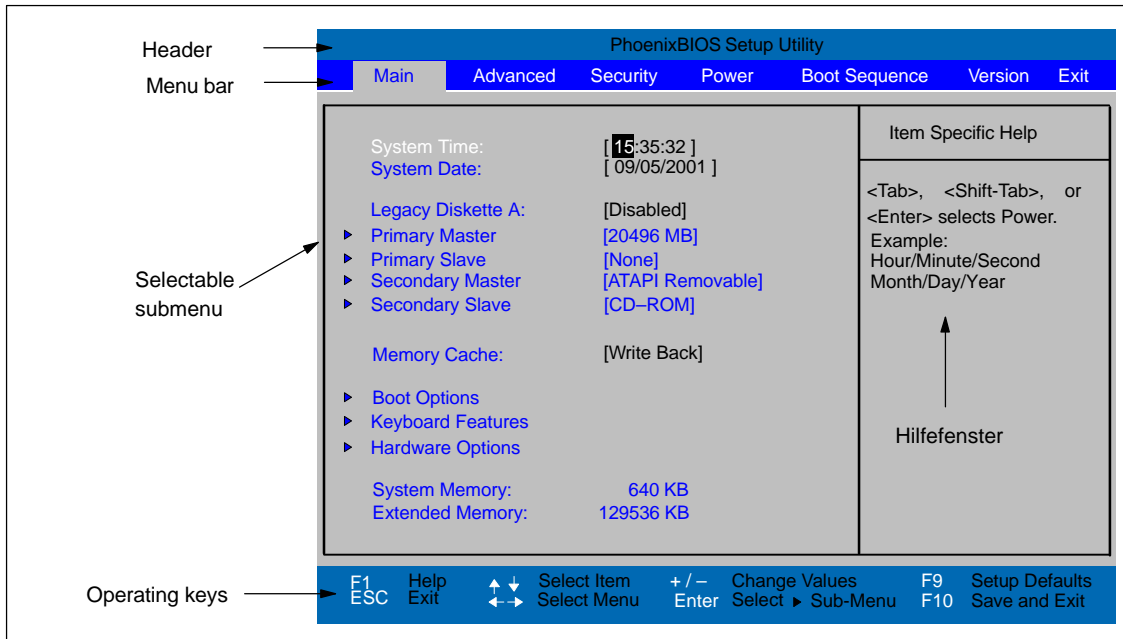 Header
PhoenixBIOS Setup Utility
Menu bar
Main Advanced Security Power Boot Sequence Version Exit
System Time: [ 15:35:32 ]
System Date: [ 09/05/2001 ]
Legacy Diskette A: [Disabled]
Primary Master [20496 MB]
Primary Slave [None]
Secondary Master [ATAPI Removable]
Secondary Slave [CD–ROM]
Memory Cache: [Write Back]
Boot Options
Keyboard Features
Hardware Options
System Memory: 640 KB
Extended Memory: 129536 KB
Item Specific Help
<Tab>, <Shift-Tab>, or
<Enter> selects Power.
Example:
Hour/Minute/Second
Month/Day/Year
Hilfefenster
Selectable
submenu
Operating keys
F1 Help Select Item + / – Change Values F9 Setup Defaults
ESC Exit Select Menu Enter Select Sub-Menu F10 Save and Exit